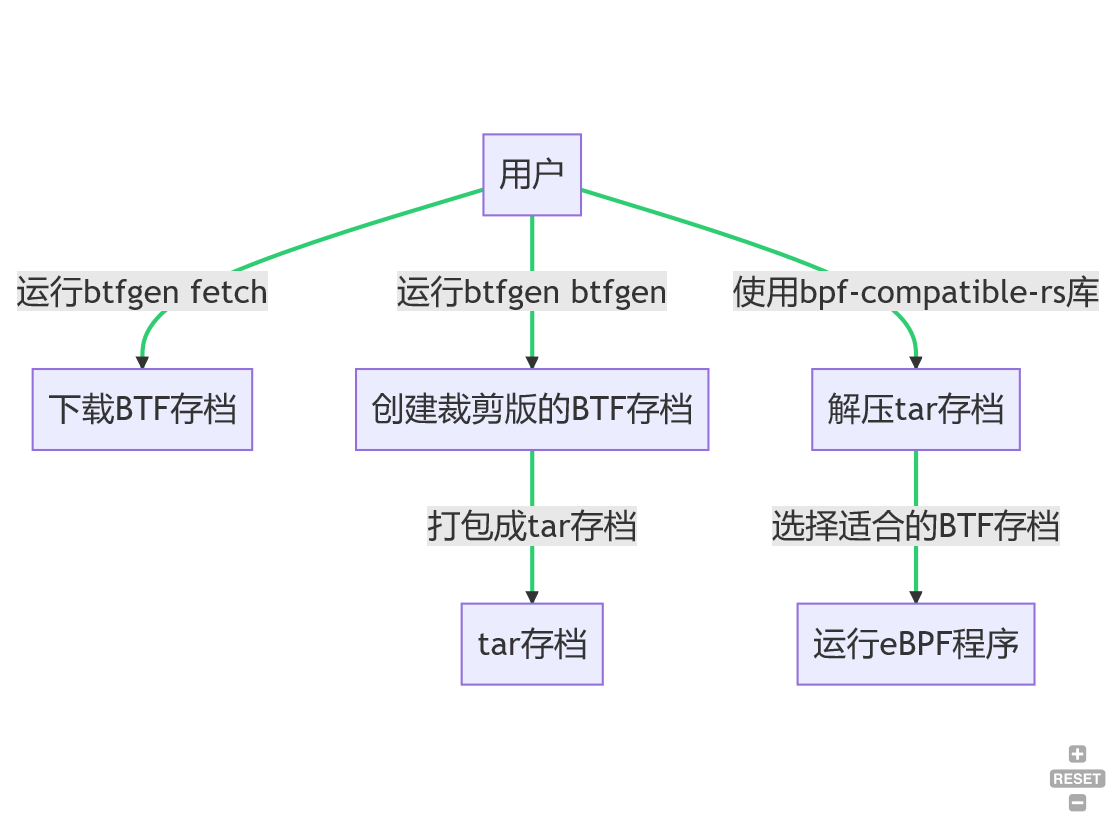 用户
运行btfgen fetch
运行btfgen btfgen
使用bpf-compatible-rs库
下载BTF存档
创建裁剪版的BTF存档
解压tar存档
打包成tar存档
选择适合的BTF存档
tar存档
运行eBPF程序
RESET